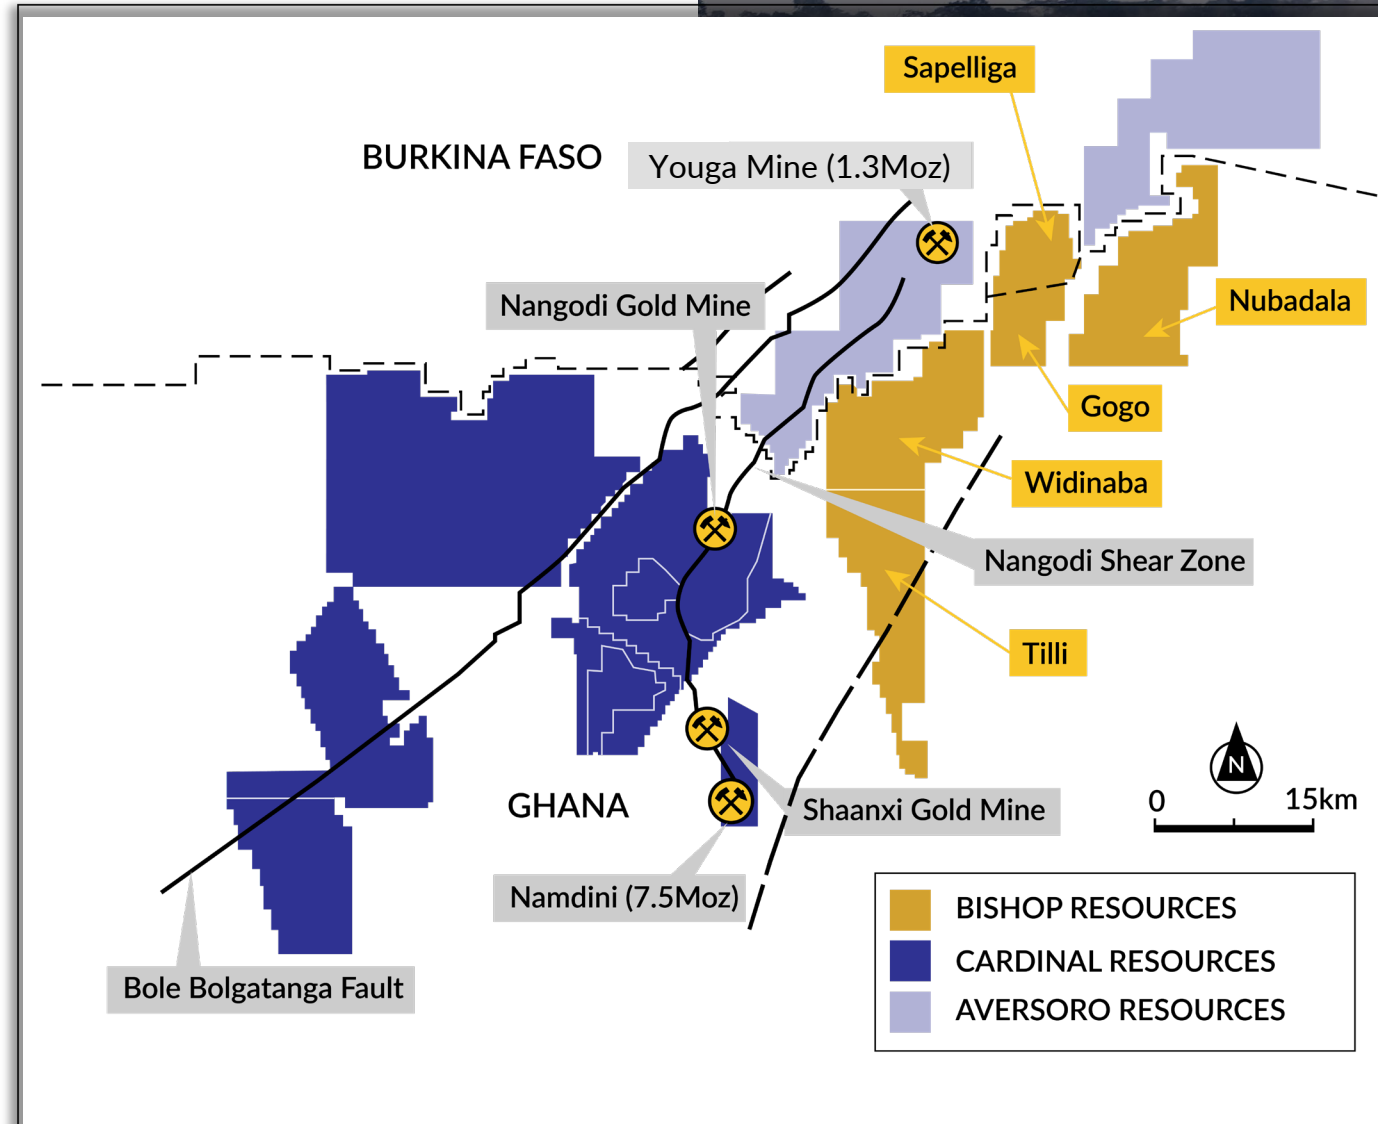 Sapelliga
BURKINA FASO
Youga Mine (1.3Moz)
Nangodi Gold Mine
Nubadala
Gogo
Widinaba
Nangodi Shear Zone
Tilli
N
0 15km
GHANA
Shaanxi Gold Mine
Namdini (7.5Moz)
Bole Bolgatanga Fault
BISHOP RESOURCES
CARDINAL RESOURCES
AVERSORO RESOURCES